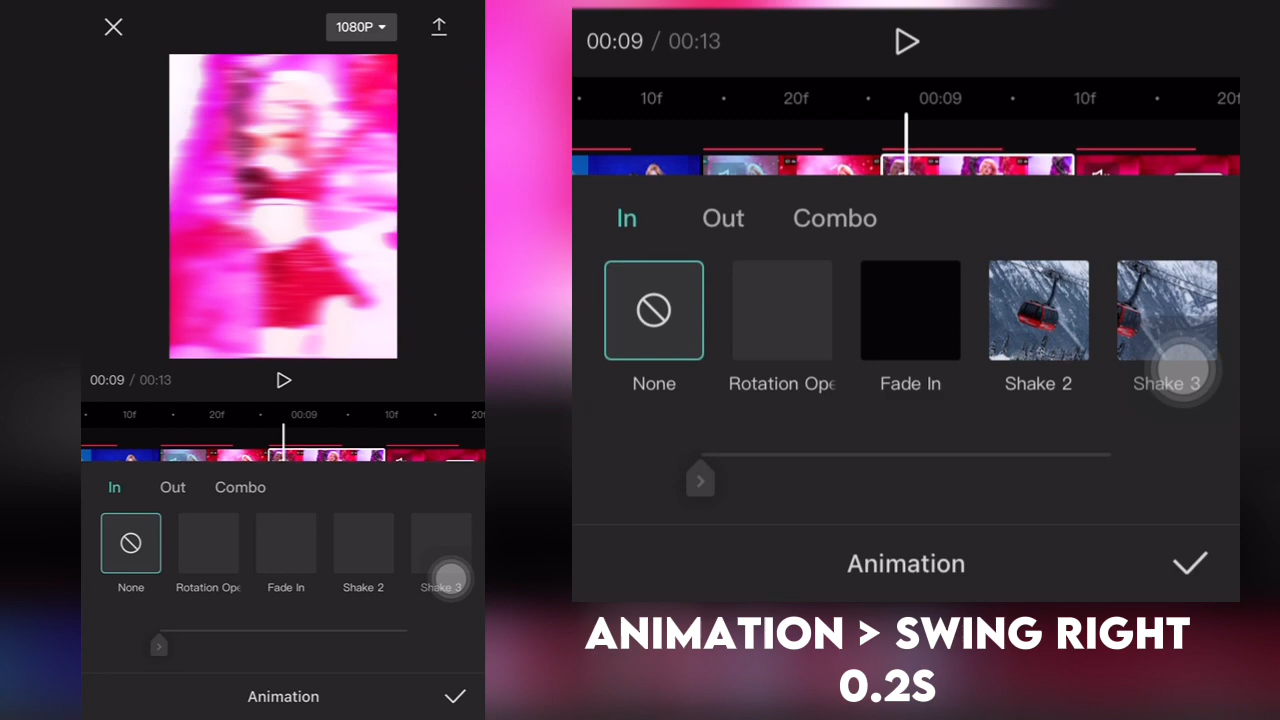 1080P
00:09 / 00:13
10f 20f 00:09 10f 20f
In Out Combo
None Rotation Ope Fade In Shake 2 Shake 3
Animation
00:09 / 00:13
10f 20f 00:09 10f 20f
In Out Combo
None Rotation Ope Fade In Shake 2 Shake 3
Animation
ANIMATION > SWING RIGHT
0.2S